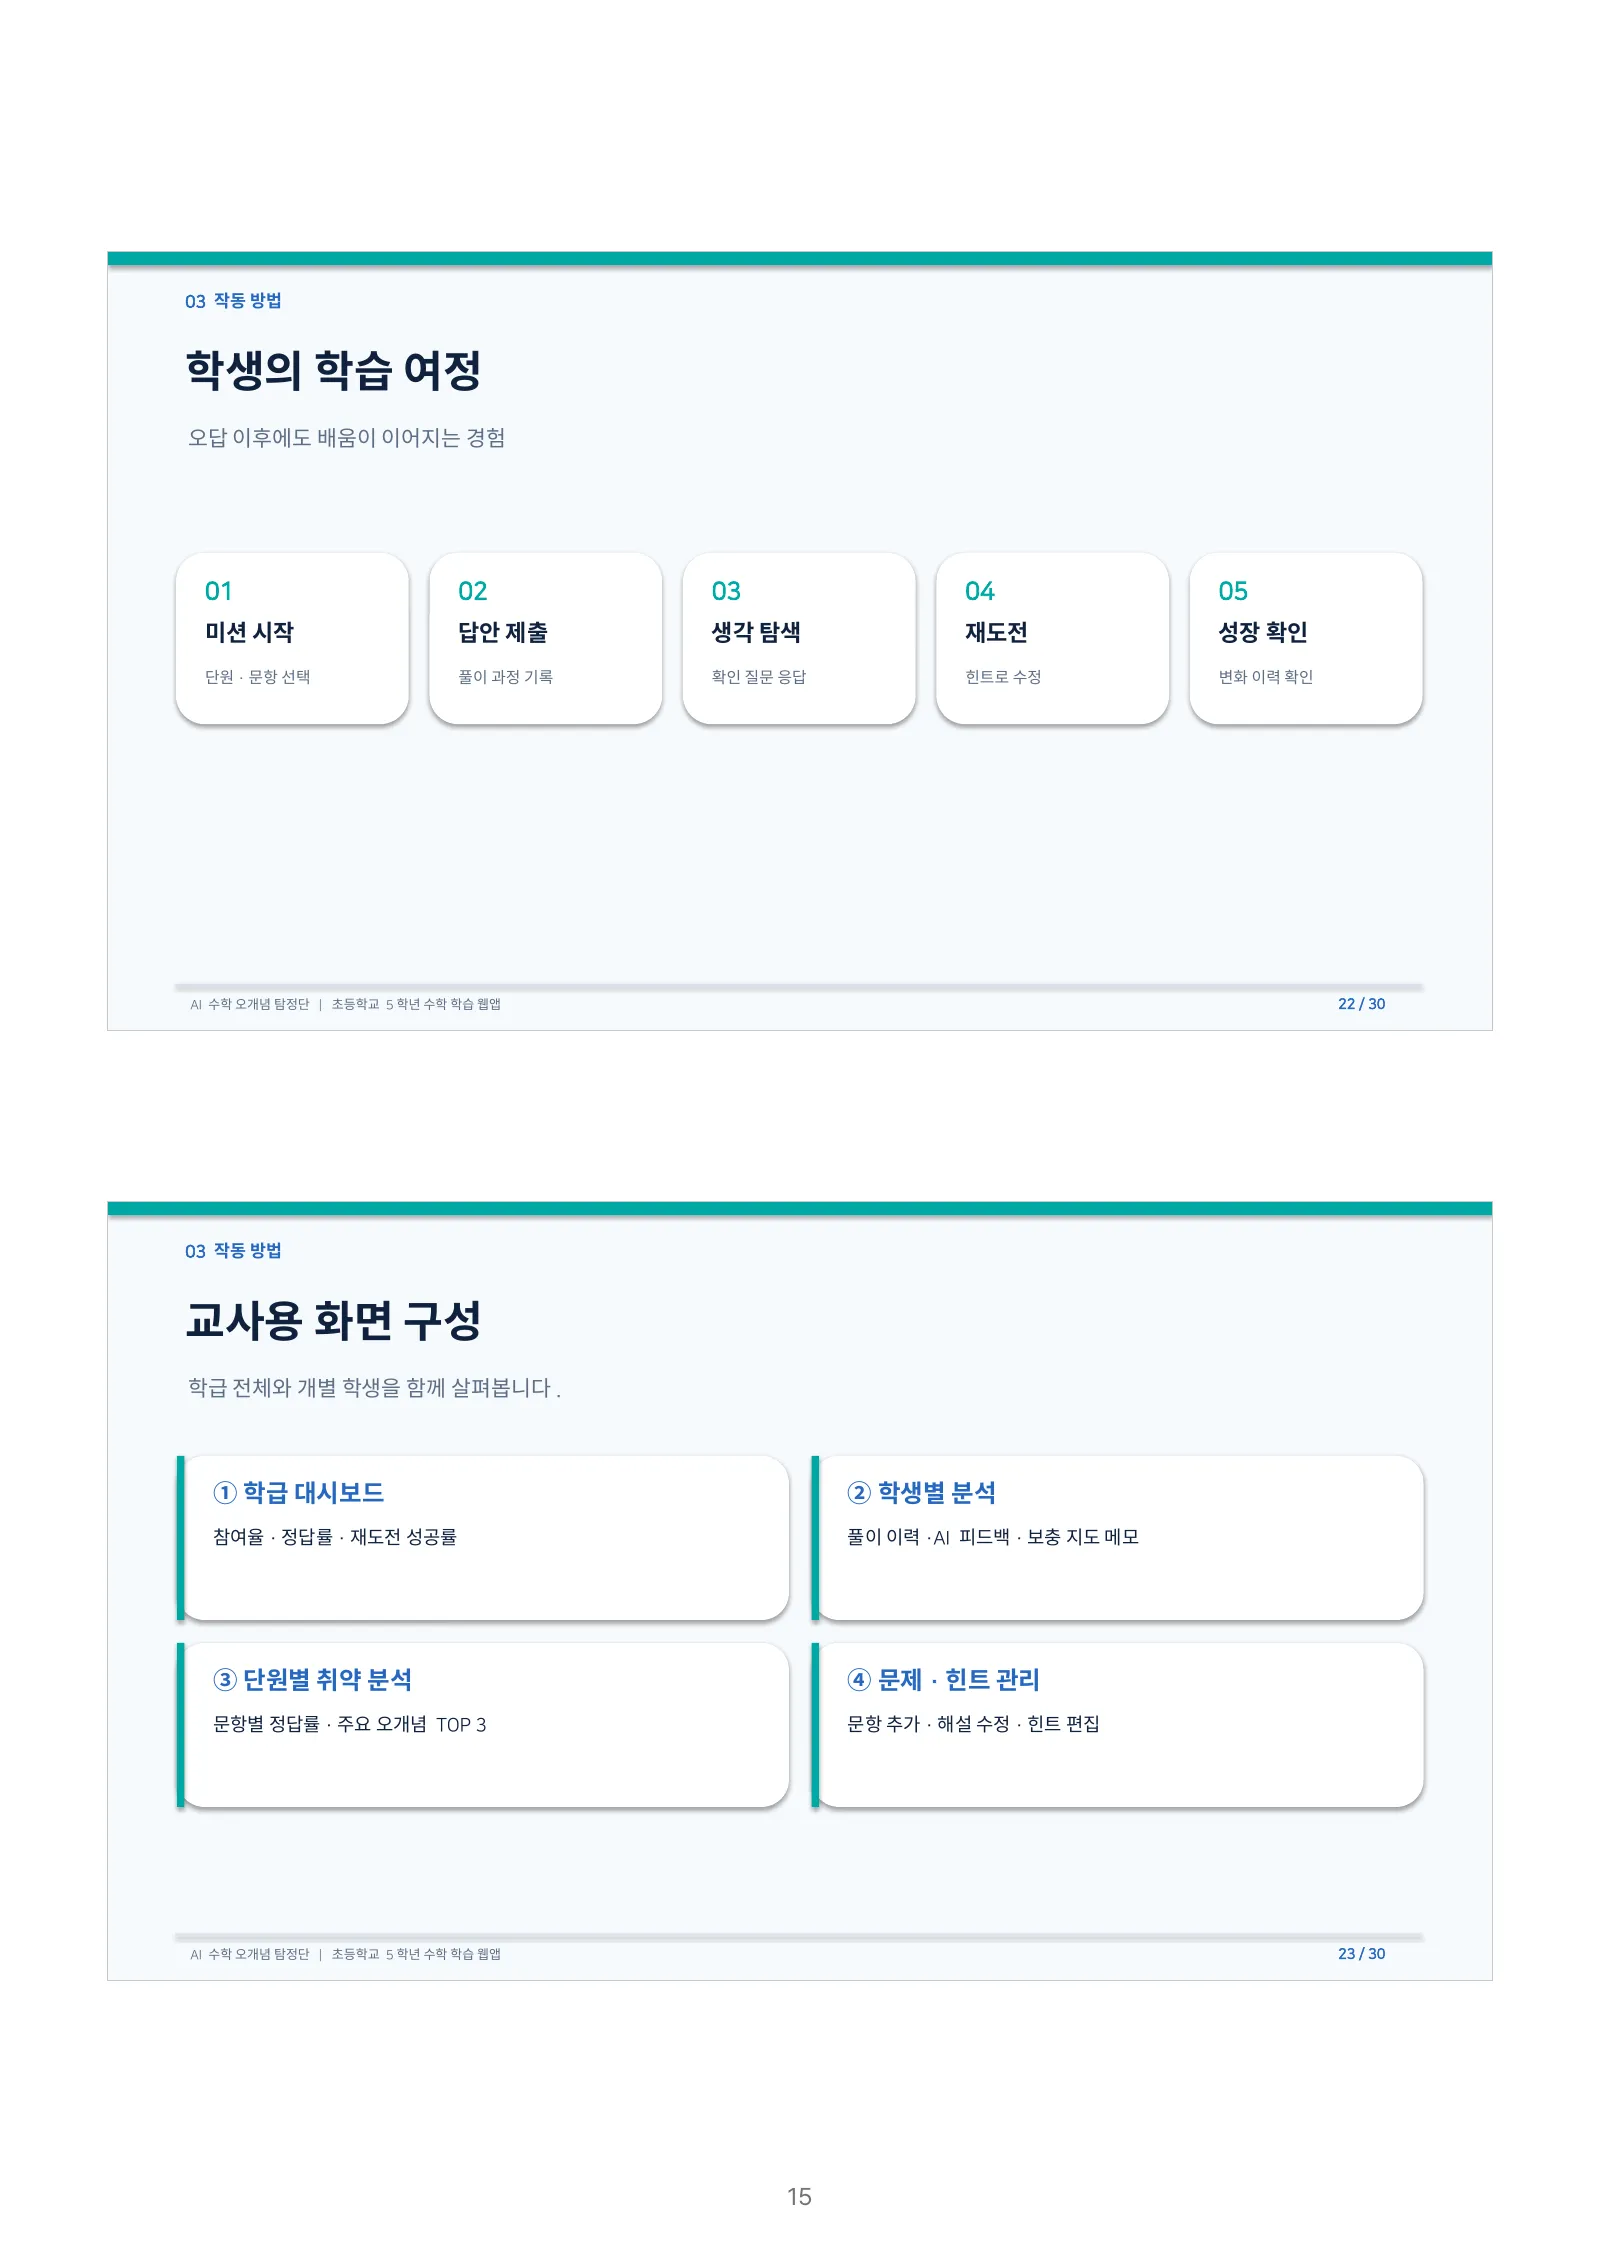 03 작동 방법
학생의 학습 여정
오답 이후에도 배움이 이어지는 경험
01
미션 시작
단원 · 문항 선택
02
답안 제출
풀이 과정 기록
03
생각 탐색
확인 질문 응답
04
재도전
힌트로 수정
05
성장 확인
변화 이력 확인
AI 수학 오개념 탐정단 | 초등학교 5 학년 수학 학습 웹앱
22 / 30
03 작동 방법
교사용 화면 구성
학급 전체와 개별 학생을 함께 살펴봅니다 .
① 학급 대시보드
참여율 · 정답률 · 재도전 성공률
② 학생별 분석
풀이 이력 ·AI 피드백 · 보충 지도 메모
③ 단원별 취약 분석
문항별 정답률 · 주요 오개념 TOP 3
④ 문제 · 힌트 관리
문항 추가 · 해설 수정 · 힌트 편집
AI 수학 오개념 탐정단 | 초등학교 5 학년 수학 학습 웹앱
23 / 30
15